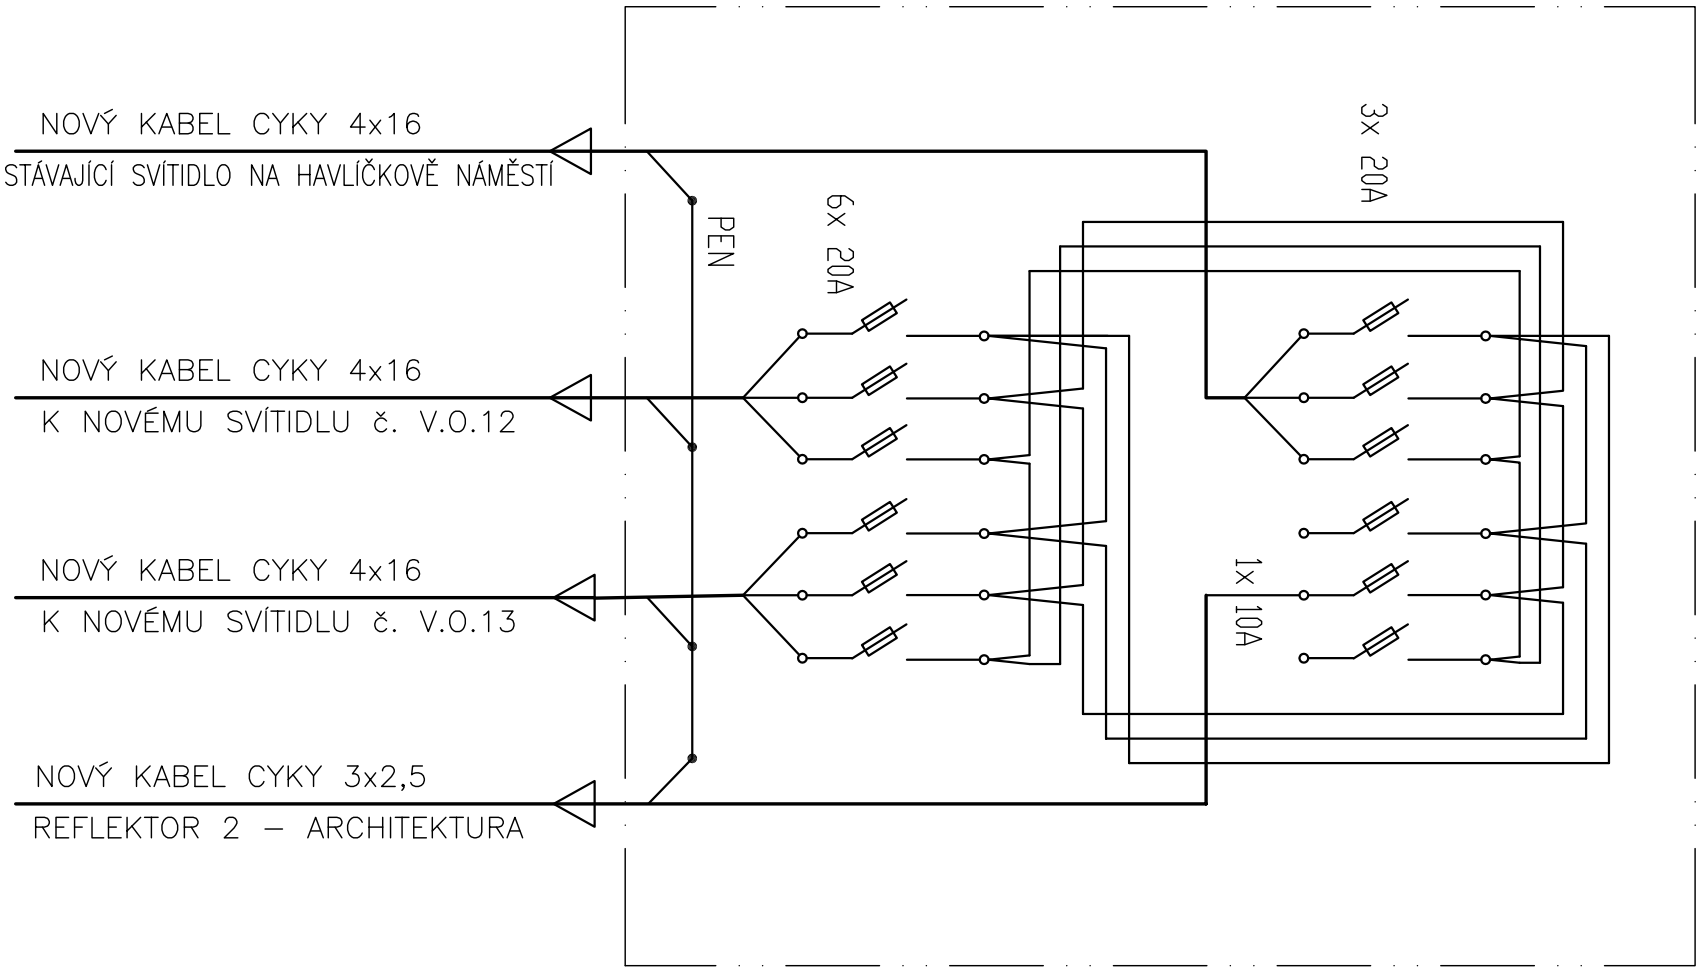 NOVÝ KABEL CYKY 4x16
STÁVAJÍCÍ SVÍTIDLO NA HAVLÍČKOVĚ NÁMĚSTÍ
3x 20A
6x 20A
PEN
NOVÝ KABEL CYKY 4x16
K NOVÉMU SVÍTIDLU č. V.O.12
NOVÝ KABEL CYKY 4x16
K NOVÉMU SVÍTIDLU č. V.O.13
1x 10A
NOVÝ KABEL CYKY 3x2,5
REFLEKTOR 2 – ARCHITEKTURA